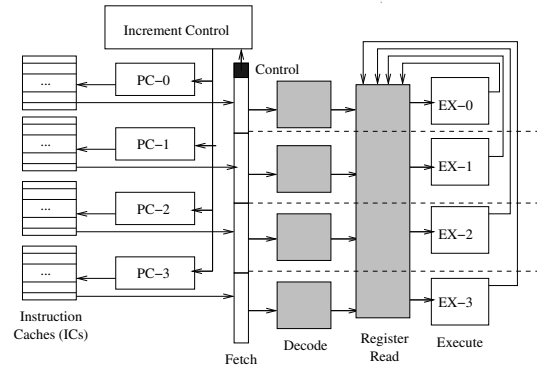 Increment Control
Control
...
PC-0
EX-0
...
PC-1
EX-1
...
PC-2
EX-2
...
PC-3
EX-3
Instruction
Caches (ICs)
Fetch
Decode
Register
Read
Execute